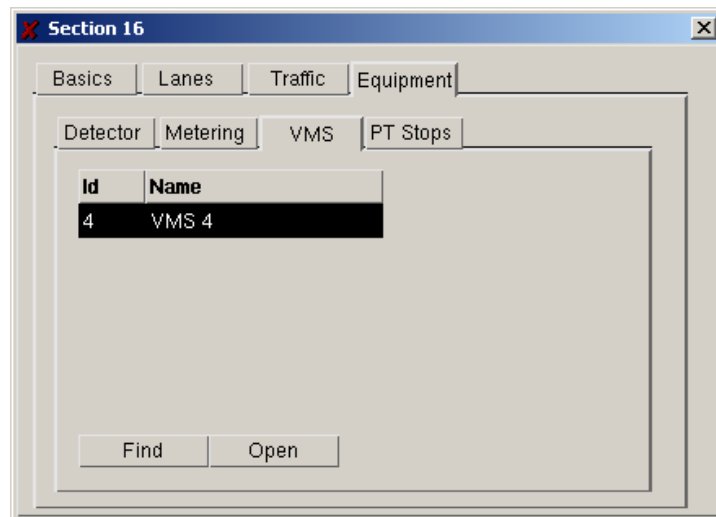 Section 16
Basics Lanes Traffic Equipment
Detector Metering VMS PT Stops
Id Name
4 VMS 4
Find Open